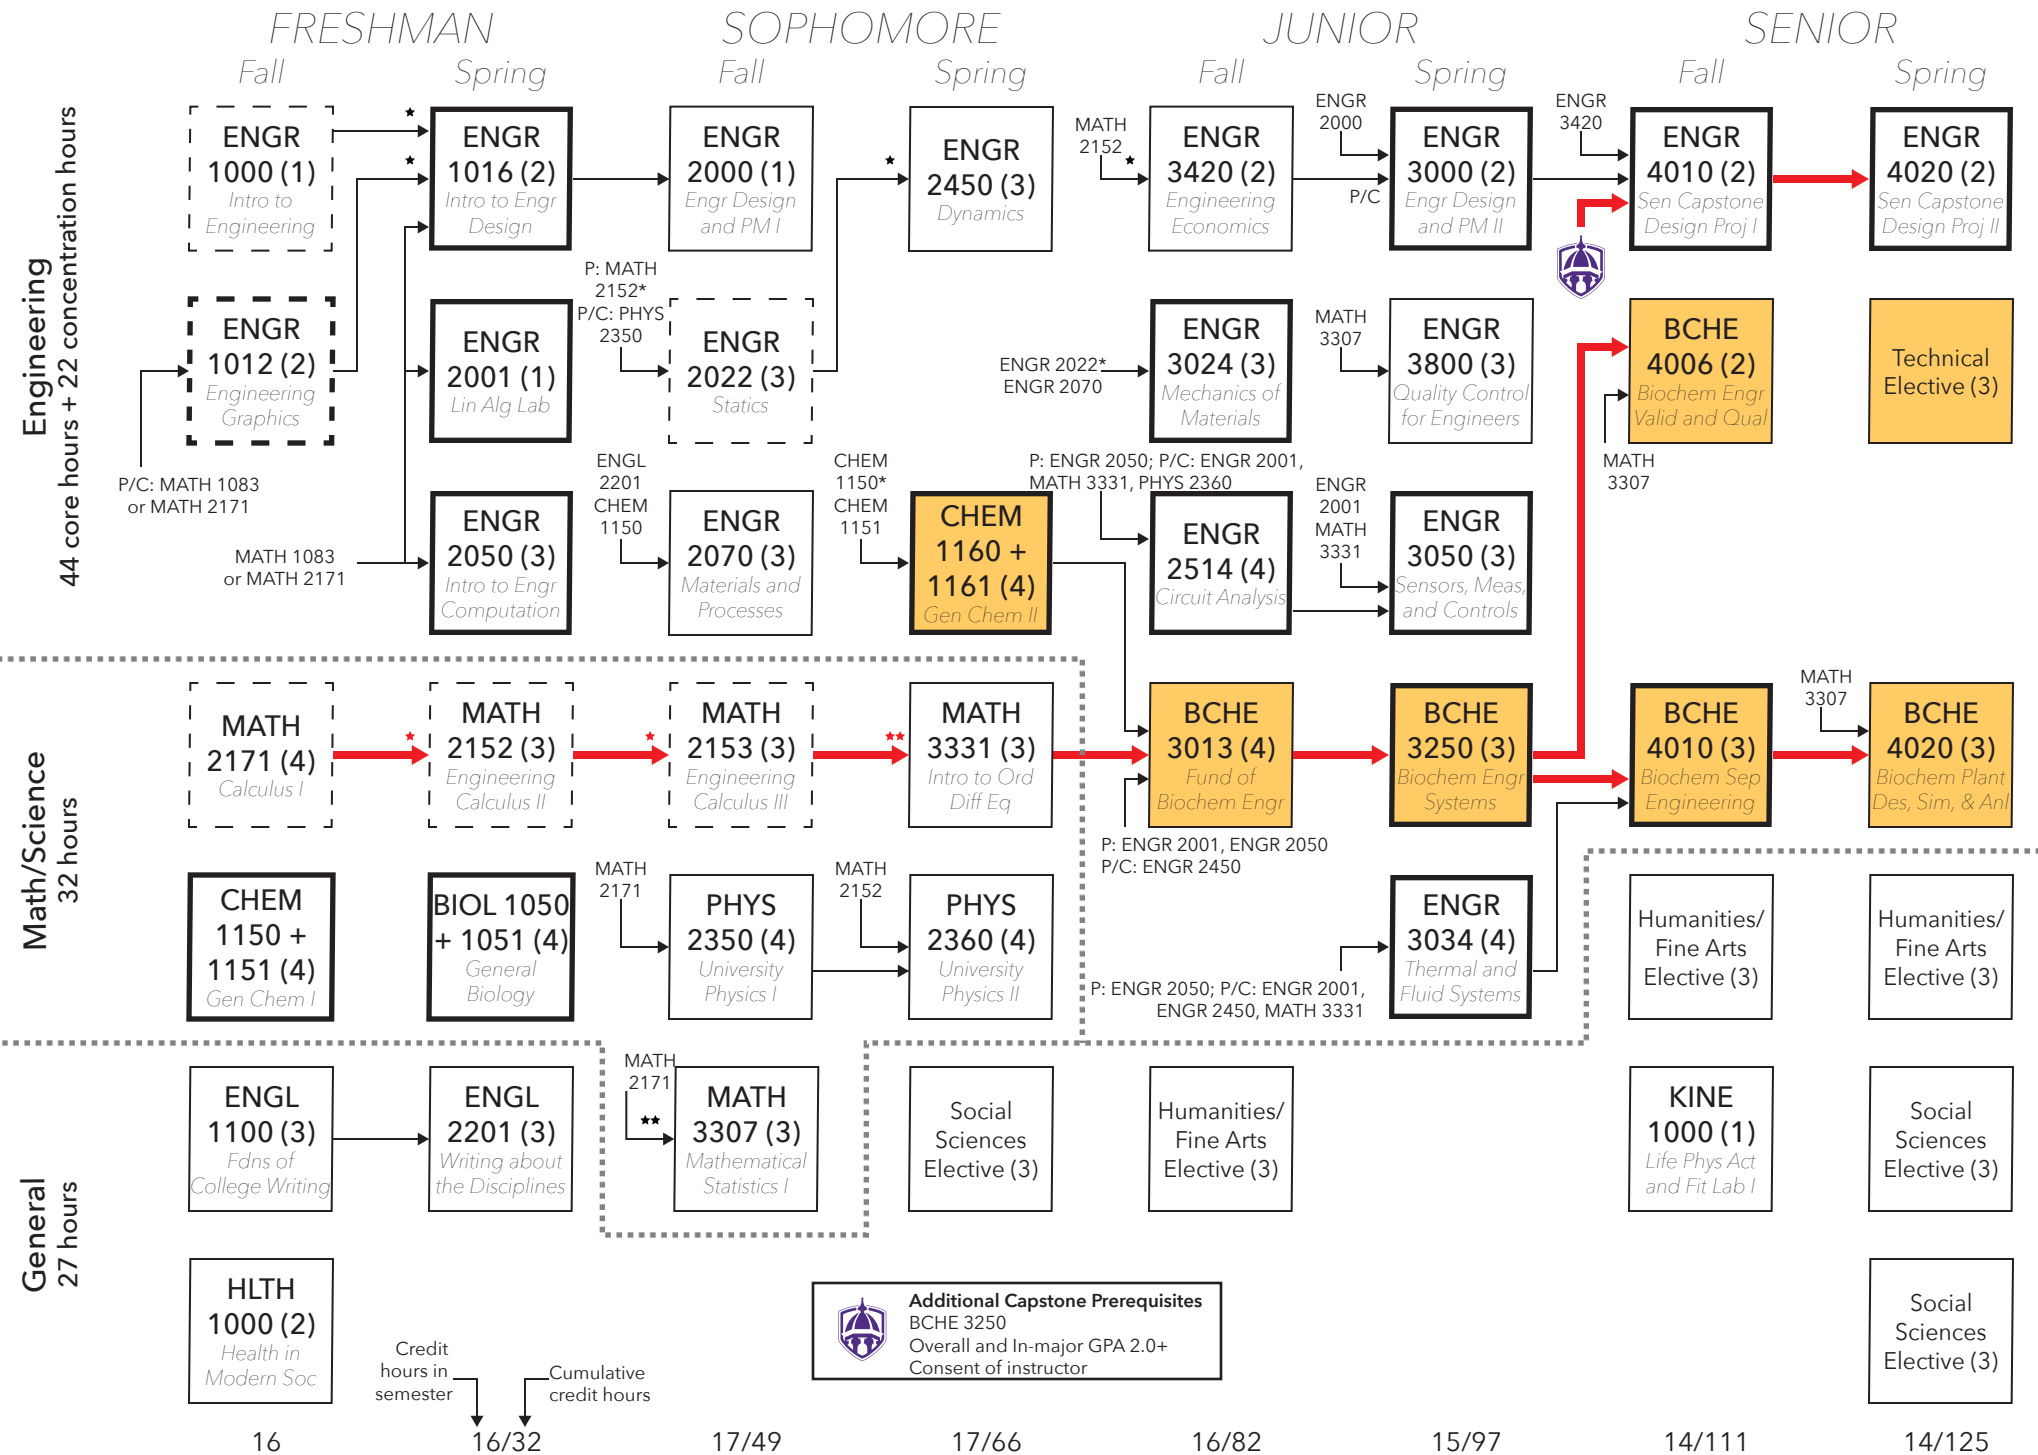 FRESHMAN
SOPHOMORE
JUNIOR
SENIOR
Fall
Spring
Fall
Spring
Fall
Spring
Fall
Spring
Engineering
44 core hours + 22 concentration hours
ENGR
1000 (1)
Intro to
Engineering
ENGR
1016 (2)
Intro to Engr
Design
ENGR
2000 (1)
Engr Design
and PM I
ENGR
2450 (3)
Dynamics
MATH
2152
ENGR
3420 (2)
Engineering
Economics
ENGR
2000
P/C
ENGR
3000 (2)
Engr Design
and PM II
ENGR
3420
ENGR
4010 (2)
Sen Capstone
Design Proj I
ENGR
4020 (2)
Sen Capstone
Design Proj II
ENGR
1012 (2)
Engineering
Graphics
P/C: MATH 1083
or MATH 2171
ENGR
2001 (1)
Lin Alg Lab
P: MATH
2152*
P/C: PHYS
2350
ENGR
2022 (3)
Statics
ENGR 2022*
ENGR 2070
ENGR
3024 (3)
Mechanics of
Materials
MATH
3307
ENGR
3800 (3)
Quality Control
for Engineers
BCHE
4006 (2)
Biochem Engr
Valid and Qual
MATH
3307
Technical
Elective (3)
MATH 1083
or MATH 2171
ENGR
2050 (3)
Intro to Engr
Computation
ENGL
2201
CHEM
1150
ENGR
2070 (3)
Materials and
Processes
CHEM
1150*
CHEM
1151
CHEM
1160 +
1161 (4)
Gen Chem II
P: ENGR 2050; P/C: ENGR 2001,
MATH 3331, PHYS 2360
ENGR
2514 (4)
Circuit Analysis
ENGR
2001
MATH
3331
ENGR
3050 (3)
Sensors, Meas,
and Controls
Math/Science
32 hours
MATH
2171 (4)
Calculus I
MATH
2152 (3)
Engineering
Calculus II
MATH
2153 (3)
Engineering
Calculus III
MATH
3331 (3)
Intro to Ord
Diff Eq
BCHE
3013 (4)
Fund of
Biochem Engr
P: ENGR 2001, ENGR 2050
P/C: ENGR 2450
BCHE
3250 (3)
Biochem Engr
Systems
BCHE
4010 (3)
Biochem Sep
Engineering
MATH
3307
BCHE
4020 (3)
Biochem Plant
Des, Sim, & Anl
CHEM
1150 +
1151 (4)
Gen Chem I
BIOL 1050
+ 1051 (4)
General
Biology
MATH
2171
PHYS
2350 (4)
University
Physics I
MATH
2152
PHYS
2360 (4)
University
Physics II
P: ENGR 2050; P/C: ENGR 2001,
ENGR 2450, MATH 3331
ENGR
3034 (4)
Thermal and
Fluid Systems
Humanities/
Fine Arts
Elective (3)
Humanities/
Fine Arts
Elective (3)
General
27 hours
ENGL
1100 (3)
Fdns of
College Writing
ENGL
2201 (3)
Writing about
the Disciplines
MATH
2171
MATH
3307 (3)
Mathematical
Statistics I
Social
Sciences
Elective (3)
Humanities/
Fine Arts
Elective (3)
KINE
1000 (1)
Life Phys Act
and Fit Lab I
Social
Sciences
Elective (3)
HLTH
1000 (2)
Health in
Modern Soc
Credit
hours in
semester
Cumulative
credit hours
Additional Capstone Prerequisites
BCHE 3250
Overall and In-major GPA 2.0+
Consent of instructor
Social
Sciences
Elective (3)
16
16/32
17/49
17/66
16/82
15/97
14/111
14/125